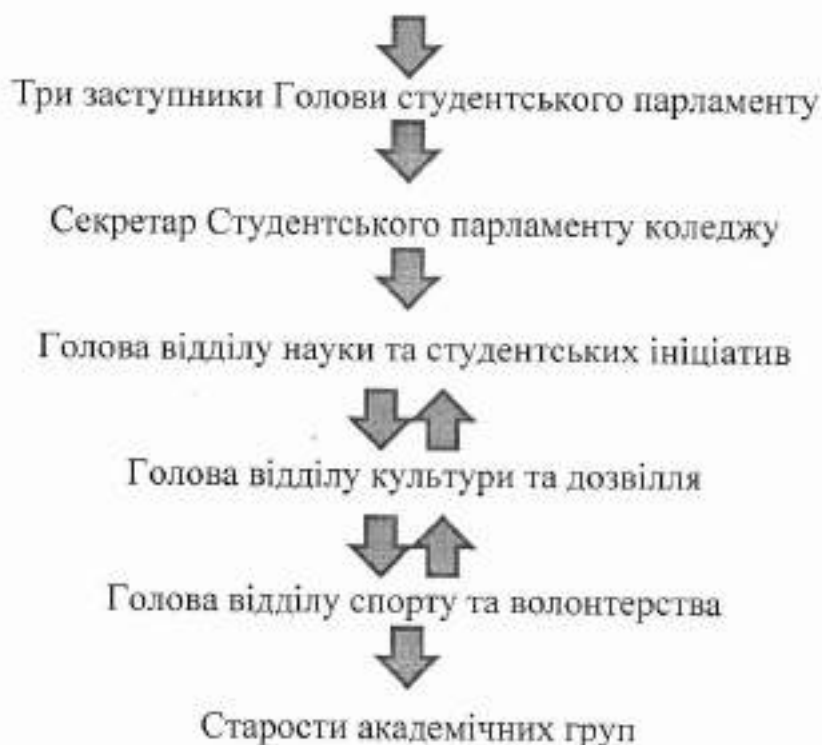 Три заступники Голови студентського парламенту
Секретар Студентського парламенту коледжу
Голова відділу науки та студентських ініціатив
Голова відділу культури та дозвілля
Голова відділу спорту та волонтерства
Старости академічних груп